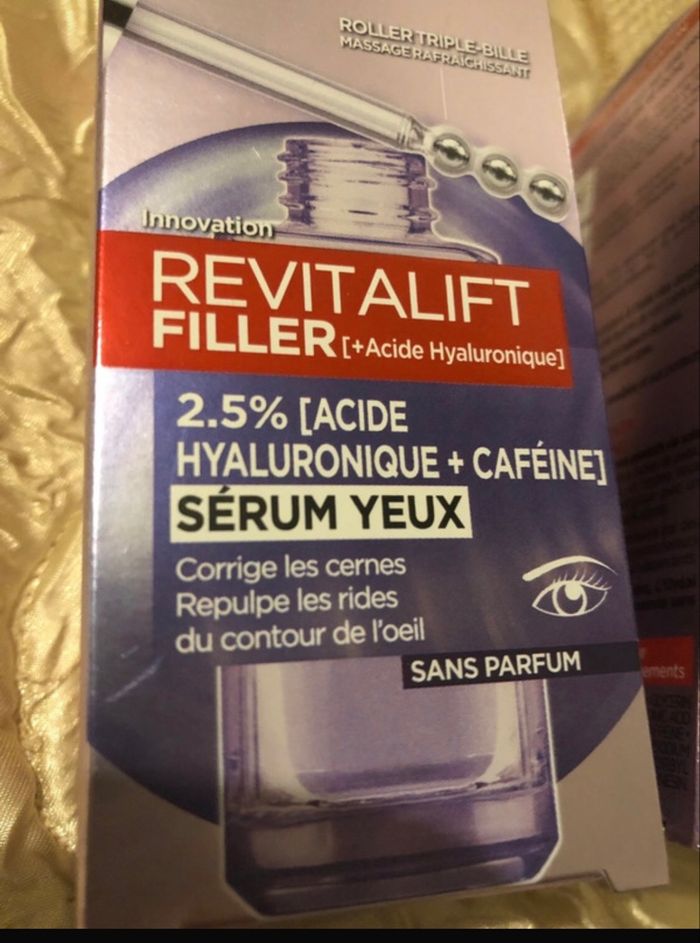 ROLLER TRIPLE-BILLE
MASSAGE RAFRAÎCHISSANT
Innovation
REVITALIFT
FILLER [+Acide Hyaluronique]
2.5% [ACIDE
HYALURONIQUE + CAFÉINE]
SÉRUM YEUX
Corrige les cernes
Repulpe les rides
du contour de l'oeil
SANS PARFUM